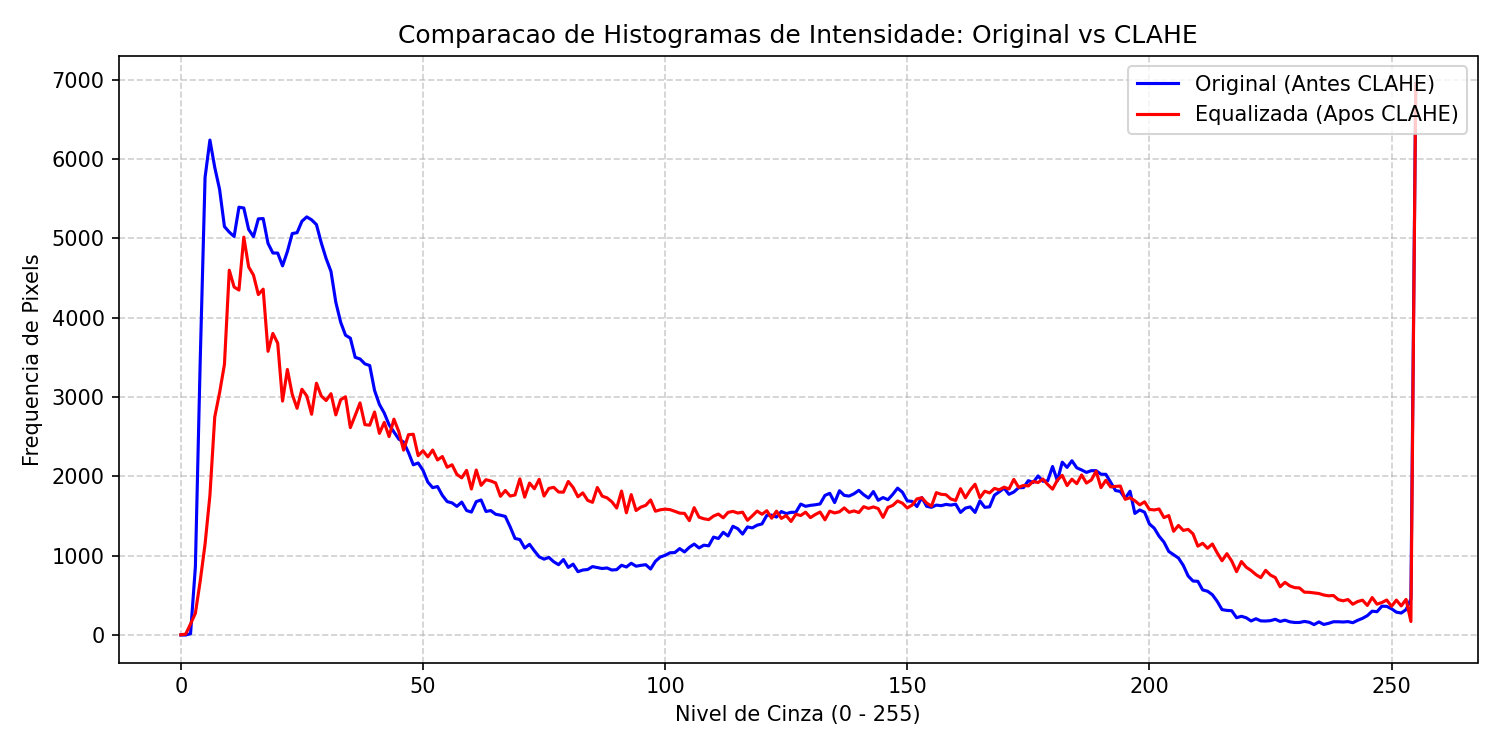 Comparacao de Histogramas de Intensidade: Original vs CLAHE
Original (Antes CLAHE)
Equalizada (Apos CLAHE)
Frequencia de Pixels
7000
6000
5000
4000
3000
2000
1000
0
0 50 100 150 200 250
Nivel de Cinza (0 - 255)